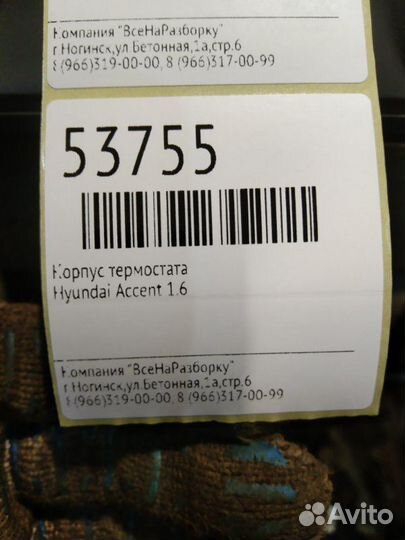 Компания "ВсеНаРазборку"
г Ногинск,ул.Бетонная,1а,стр.6
8(966)319-00-00, 8 (966)317-00-99
53755
Корпус термостата
Hyundai Accent 1.6
Компания "ВсеНаРазборку"
г Ногинск,ул.Бетонная,1а,стр.6
8(966)319-00-00, 8 (966)317-00-99
Avito